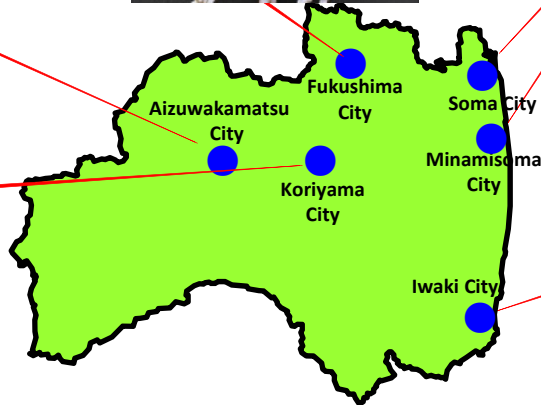 Fukushima
City
Soma City
Aizuwakamatsu
City
Minamisoma
City
Koriyama
City
Iwaki City